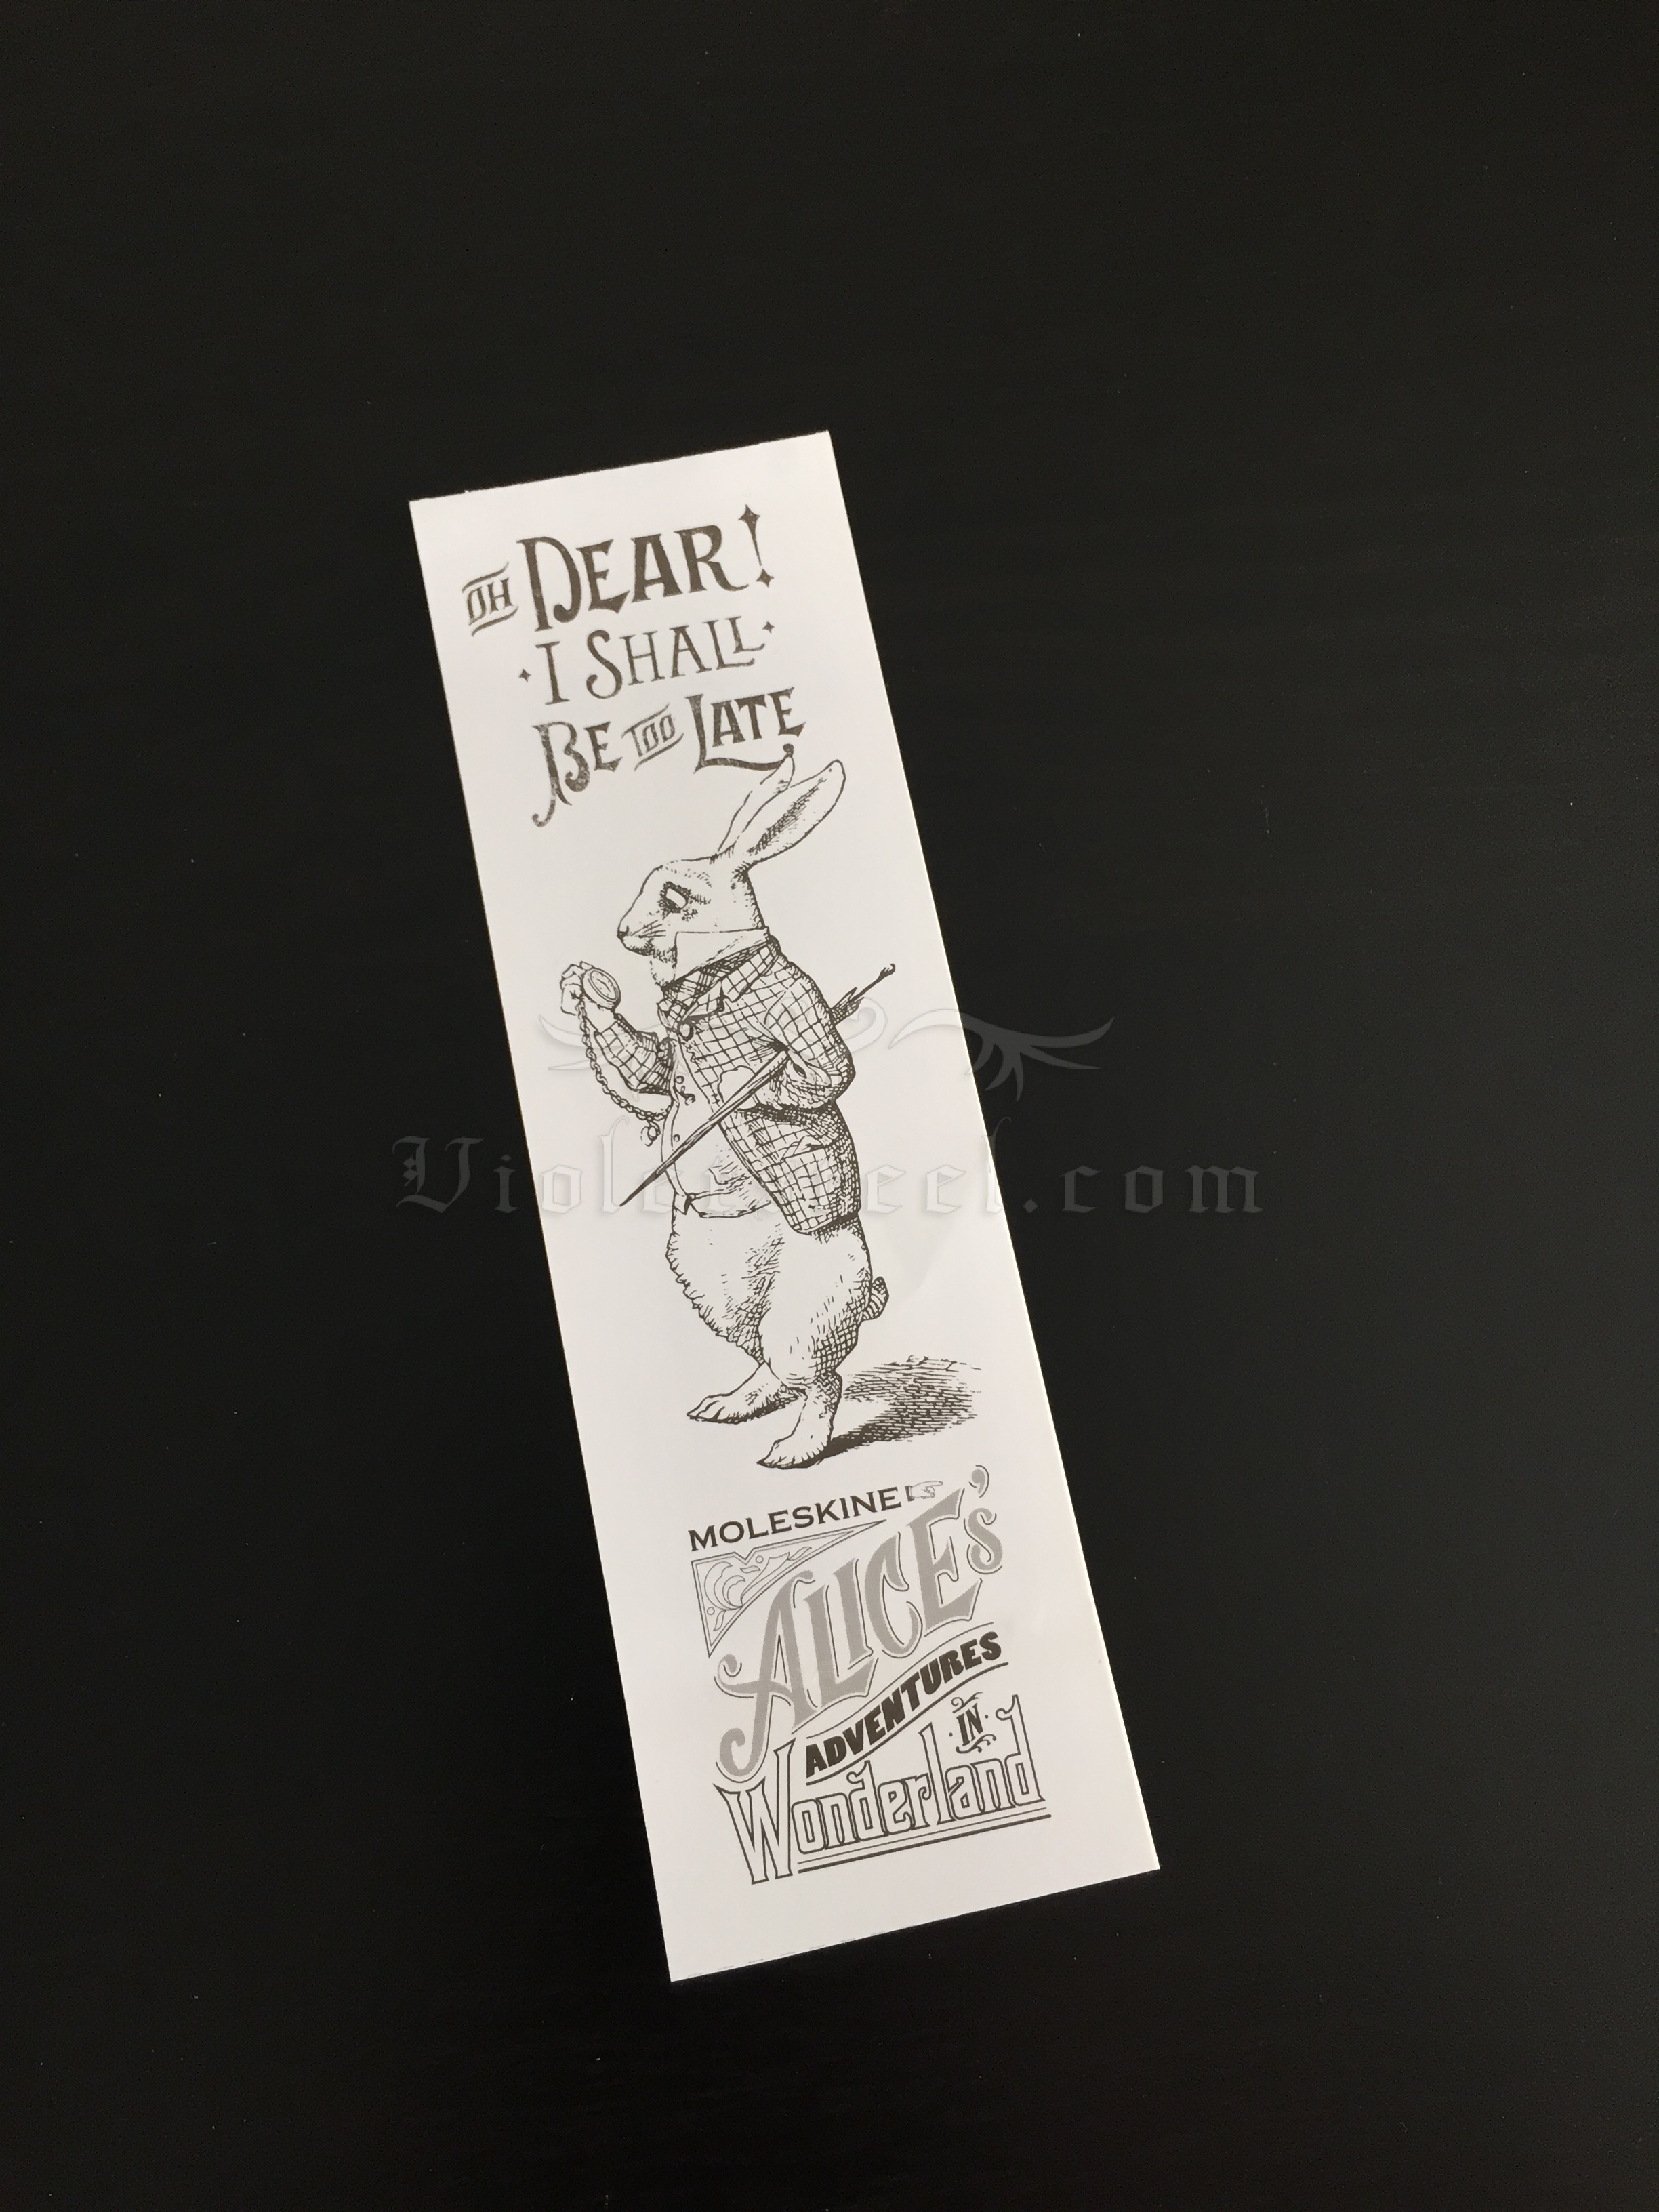 OH DEAR!
I SHALL
BE TOO LATE
MOLESKINE
ALICE'S
ADVENTURES
IN
Wonderland